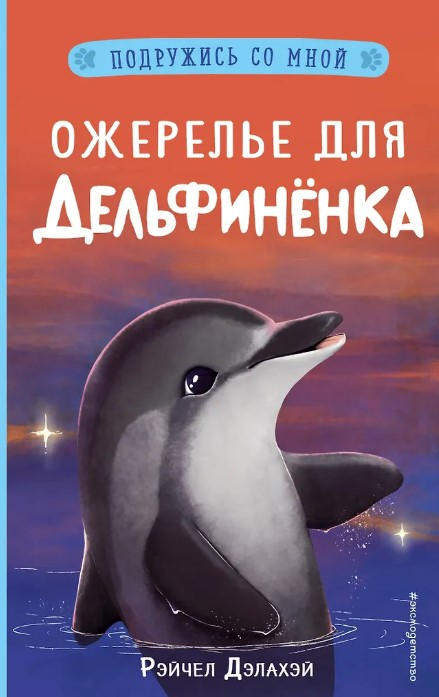 ПОДРУЖИСЬ СО МНОЙ
ОЖЕРЕЛЬЕ ДЛЯ
ДЕЛЬФИНЁНКА
#эксмодетство
РЭЙЧЕЛ ДЭЛАХЭЙ